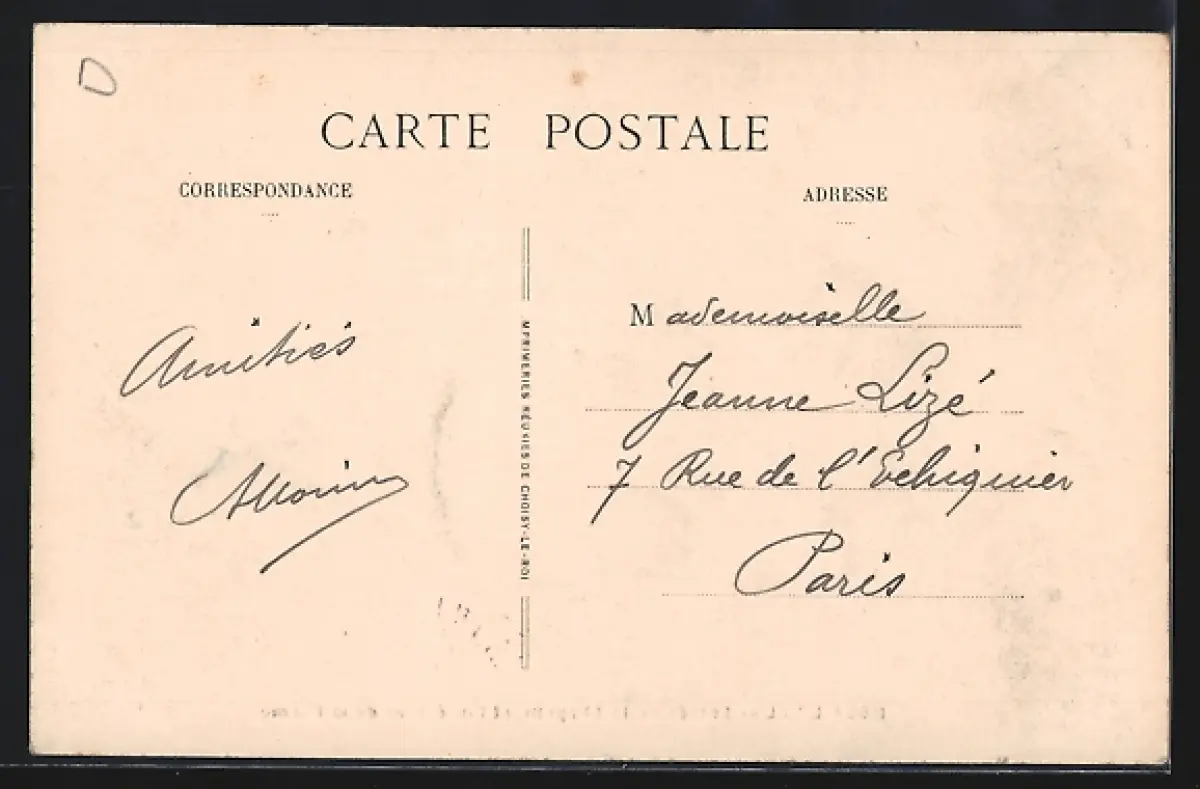 D
CARTE POSTALE
CORRESPONDANCE
ADRESSE
Amitiés
Mademoiselle
Jeanne Lizé
7 Rue de l'Echiquier
Paris
IMPRIMERIES RÉUNIES DE CHOISY-LE-ROI